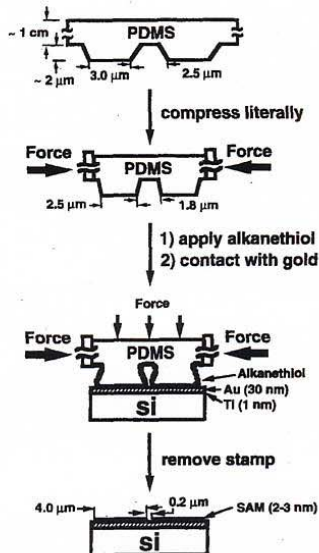 ~ 1 cm
PDMS
~ 2 μm
3.0 μm
2.5 μm
compress literally
Force
Force
PDMS
2.5 μm
1.8 μm
1) apply alkanethiol
2) contact with gold
Force
Force
Force
PDMS
Alkanethiol
Au (30 nm)
Ti (1 nm)
Si
remove stamp
4.0 μm
0.2 μm
SAM (2-3 nm)
Si